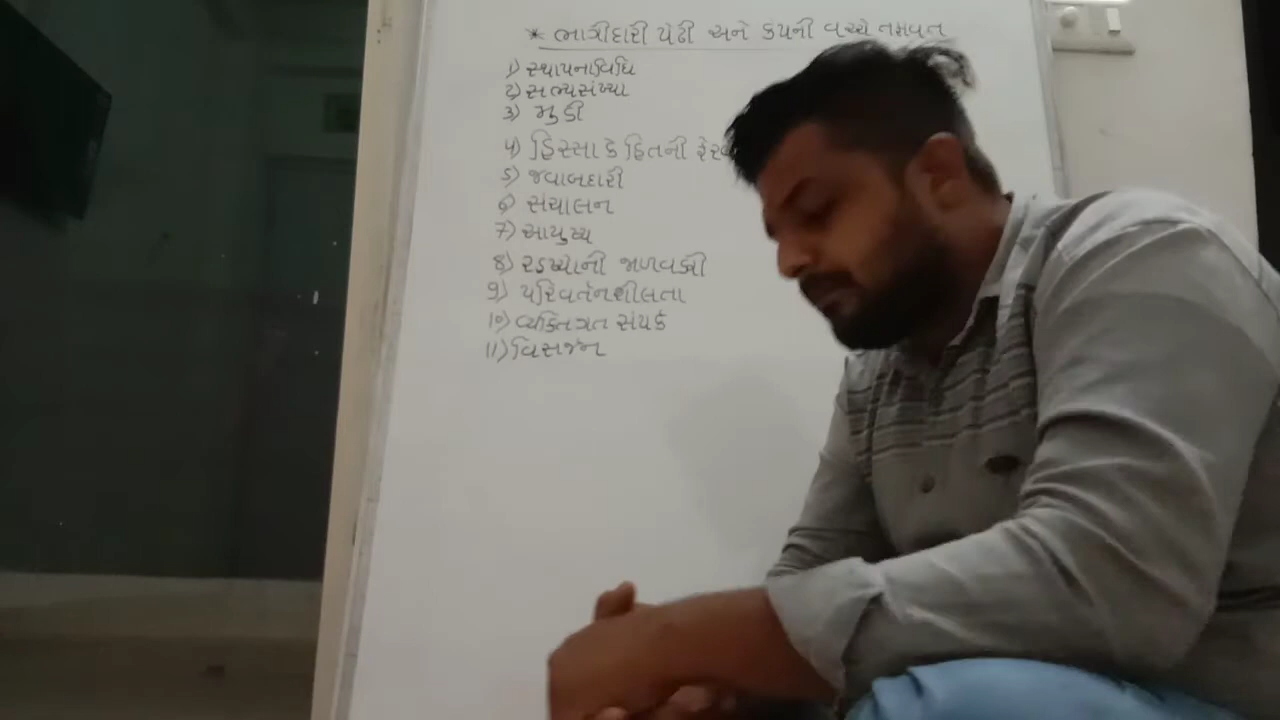 * ભાગીદારી પેઢી અને કંપની વચ્ચે તફાવત
1) સ્થાપનાવિધિ
2) સભ્યસંખ્યા
3) મુડી
4) હિસ્સા કે હિતની
5) જવાબદારી
6) સંચાલન
7) આયુષ્ય
8) રહસ્યોની જાળવણી
9) પરિવર્તનશીલતા
10) વ્યક્તિગત સંપર્ક
11) વિસર્જન